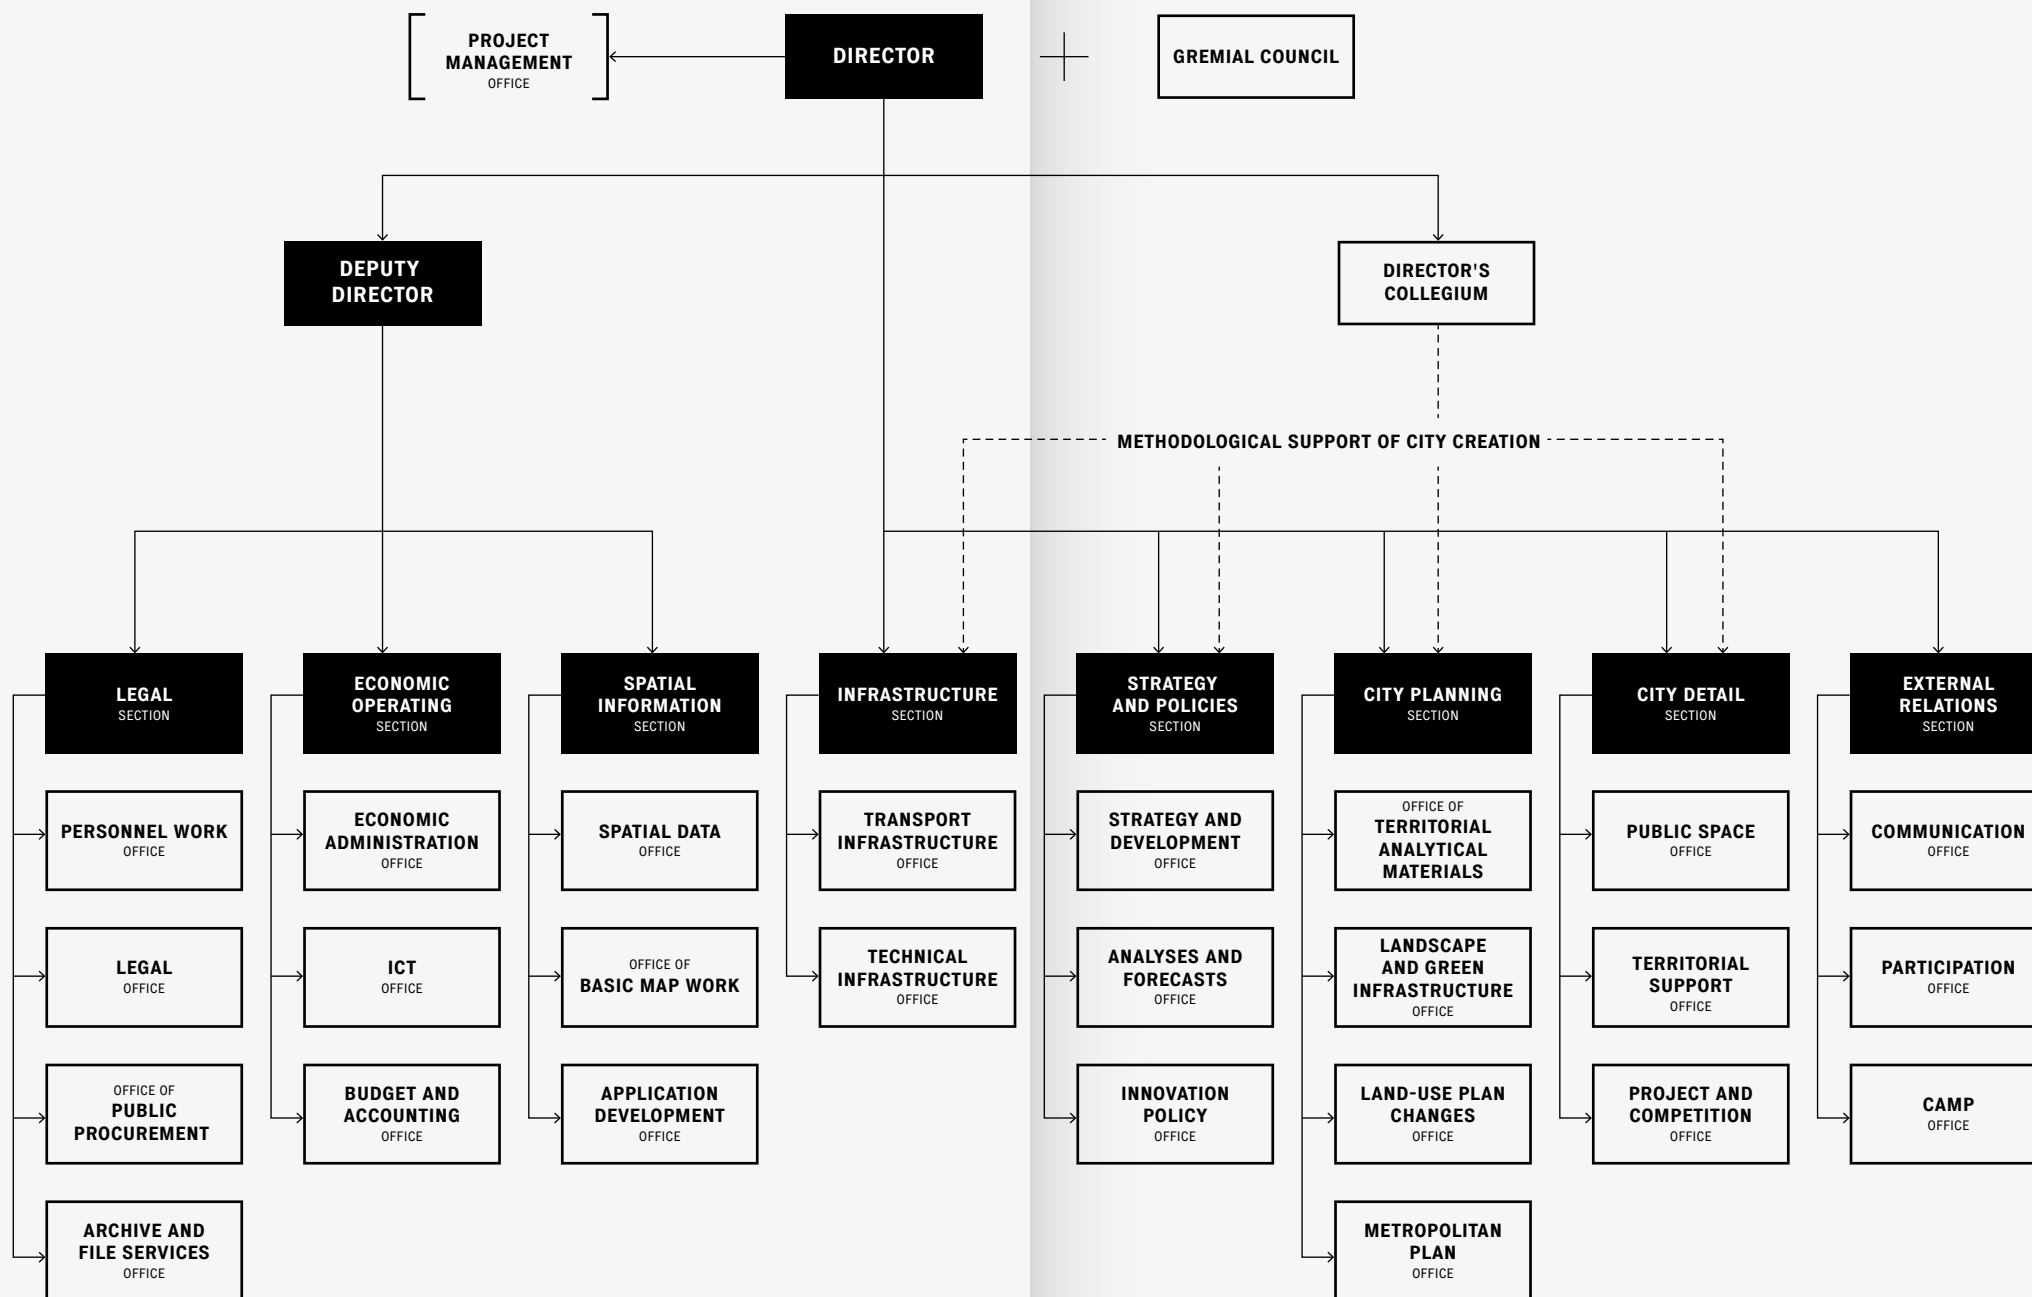 PROJECT
MANAGEMENT
OFFICE
DIRECTOR
GREMIAL COUNCIL
DEPUTY
DIRECTOR
DIRECTOR'S
COLLEGIUM
METHODOLOGICAL SUPPORT OF CITY CREATION
LEGAL
SECTION
ECONOMIC
OPERATING
SECTION
SPATIAL
INFORMATION
SECTION
INFRASTRUCTURE
SECTION
STRATEGY
AND POLICIES
SECTION
CITY PLANNING
SECTION
CITY DETAIL
SECTION
EXTERNAL
RELATIONS
SECTION
PERSONNEL WORK
OFFICE
ECONOMIC
ADMINISTRATION
OFFICE
SPATIAL DATA
OFFICE
TRANSPORT
INFRASTRUCTURE
OFFICE
STRATEGY AND
DEVELOPMENT
OFFICE
OFFICE OF
TERRITORIAL
ANALYTICAL
MATERIALS
PUBLIC SPACE
OFFICE
COMMUNICATION
OFFICE
LEGAL
OFFICE
ICT
OFFICE
OFFICE OF
BASIC MAP WORK
TECHNICAL
INFRASTRUCTURE
OFFICE
ANALYSES AND
FORECASTS
OFFICE
LANDSCAPE
AND GREEN
INFRASTRUCTURE
OFFICE
TERRITORIAL
SUPPORT
OFFICE
PARTICIPATION
OFFICE
OFFICE OF
PUBLIC
PROCUREMENT
BUDGET AND
ACCOUNTING
OFFICE
APPLICATION
DEVELOPMENT
OFFICE
INNOVATION
POLICY
OFFICE
LAND-USE PLAN
CHANGES
OFFICE
PROJECT AND
COMPETITION
OFFICE
CAMP
OFFICE
ARCHIVE AND
FILE SERVICES
OFFICE
METROPOLITAN
PLAN
OFFICE